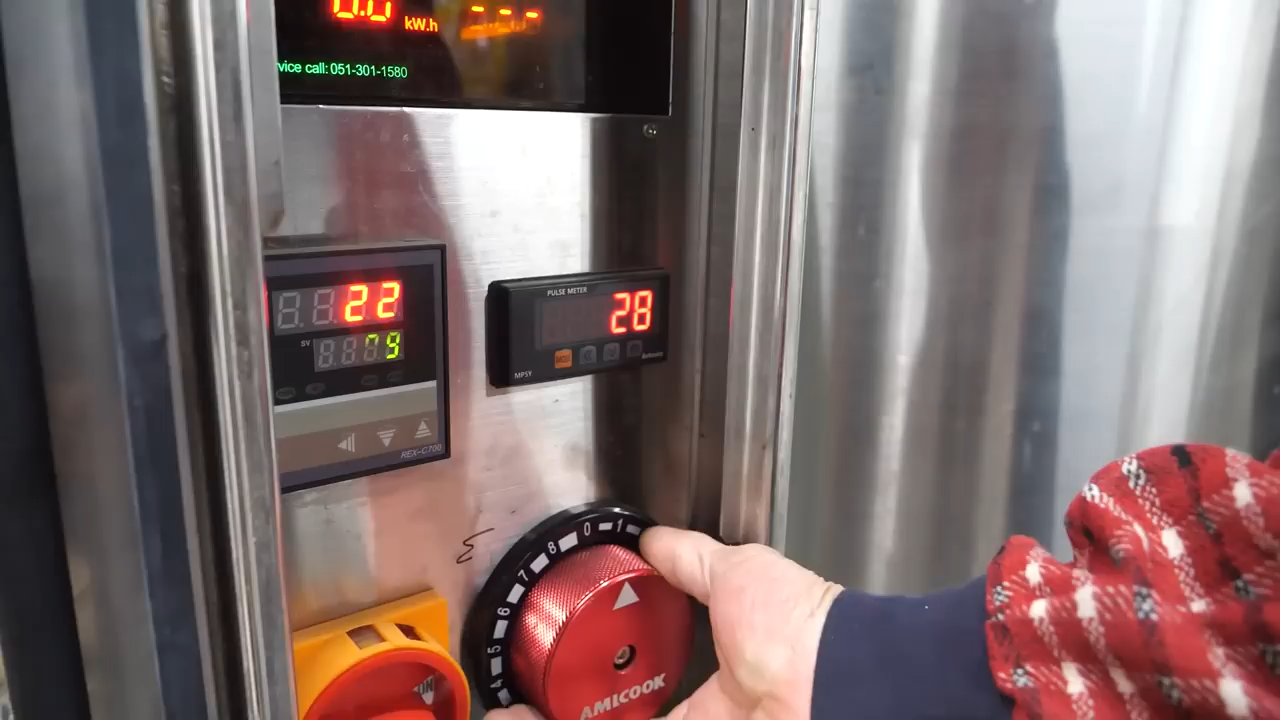 0.0 kW.h
vice call: 051-301-1580
22
SV 9
REX-C700
PULSE METER
28
MODE
Autonics
MP5Y
0 1
8
7
6
5
4
AMICOOK